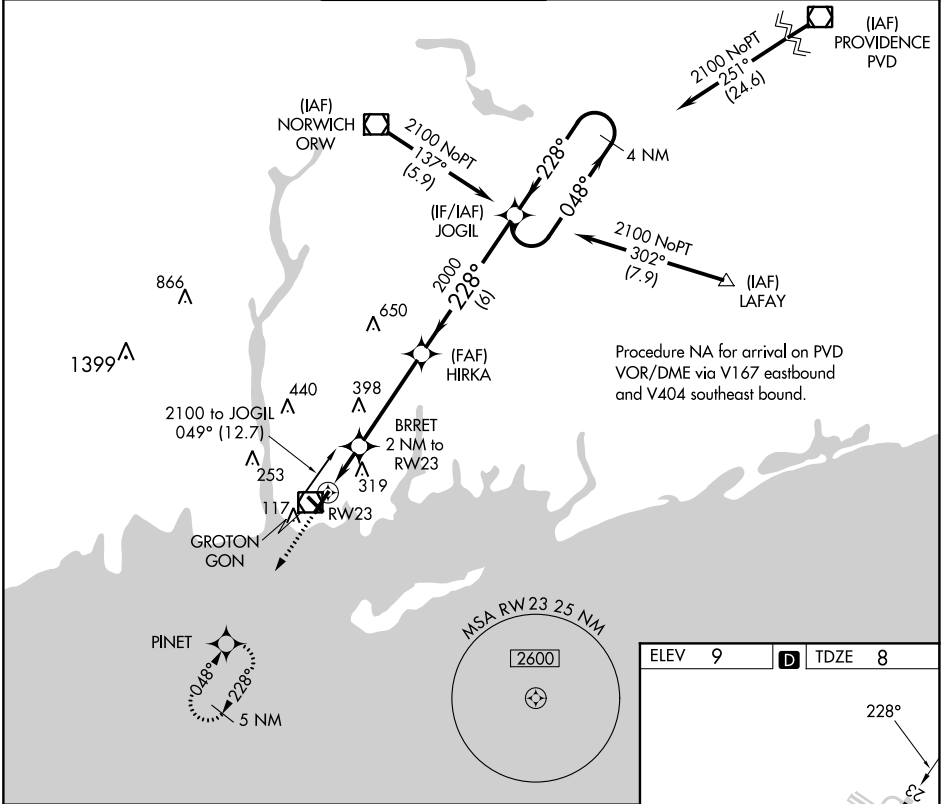 (IAF)
PROVIDENCE
PVD
2100 NoPT
251°
(24.6)
(IAF)
NORWICH
ORW
2100 NoPT
137°
(5.9)
228°
048°
4 NM
(IF/IAF)
JOGIL
2100 NoPT
302°
(7.9)
(IAF)
LAFAY
2000
228°
(6)
866
650
1399
(FAF)
HIRKA
Procedure NA for arrival on PVD
VOR/DME via V167 eastbound
and V404 southeast bound.
440
398
2100 to JOGIL
049° (12.7)
BRRET
2 NM to
RW23
253
319
117
RW23
GROTON
GON
PINET
048°
228°
5 NM
MSA RW23 25 NM
2600
ELEV 9
D
TDZE 8
228°
23